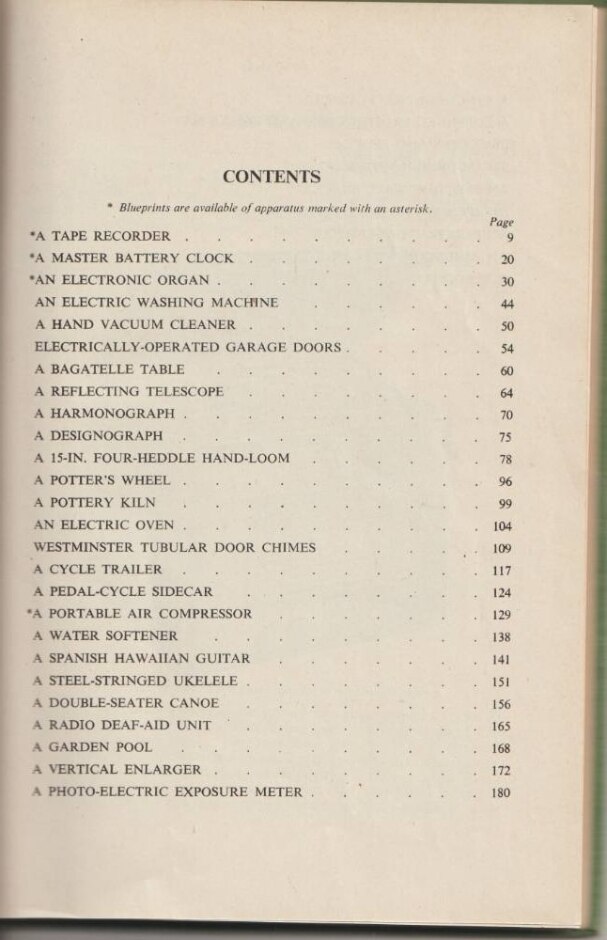 CONTENTS
* Blueprints are available of apparatus marked with an asterisk.
Page
*A TAPE RECORDER . . . . . . . . . . 9
*A MASTER BATTERY CLOCK . . . . . . . . 20
*AN ELECTRONIC ORGAN . . . . . . . . . 30
AN ELECTRIC WASHING MACHINE . . . . . . 44
A HAND VACUUM CLEANER . . . . . . . . 50
ELECTRICALLY-OPERATED GARAGE DOORS . . . . . 54
A BAGATELLE TABLE . . . . . . . . . 60
A REFLECTING TELESCOPE . . . . . . . . 64
A HARMONOGRAPH . . . . . . . . . . 70
A DESIGNOGRAPH . . . . . . . . . . 75
A 15-IN. FOUR-HEDDLE HAND-LOOM . . . . . . 78
A POTTER'S WHEEL . . . . . . . . . . 96
A POTTERY KILN . . . . . . . . . . 99
AN ELECTRIC OVEN . . . . . . . . . . 104
WESTMINSTER TUBULAR DOOR CHIMES . . . . . 109
A CYCLE TRAILER . . . . . . . . . . 117
A PEDAL-CYCLE SIDECAR . . . . . . . . 124
*A PORTABLE AIR COMPRESSOR . . . . . . . 129
A WATER SOFTENER . . . . . . . . . 138
A SPANISH HAWAIIAN GUITAR . . . . . . . 141
A STEEL-STRINGED UKELELE . . . . . . . . 151
A DOUBLE-SEATER CANOE . . . . . . . . 156
A RADIO DEAF-AID UNIT . . . . . . . . 165
A GARDEN POOL . . . . . . . . . . 168
A VERTICAL ENLARGER . . . . . . . . . 172
A PHOTO-ELECTRIC EXPOSURE METER . . . . . . 180